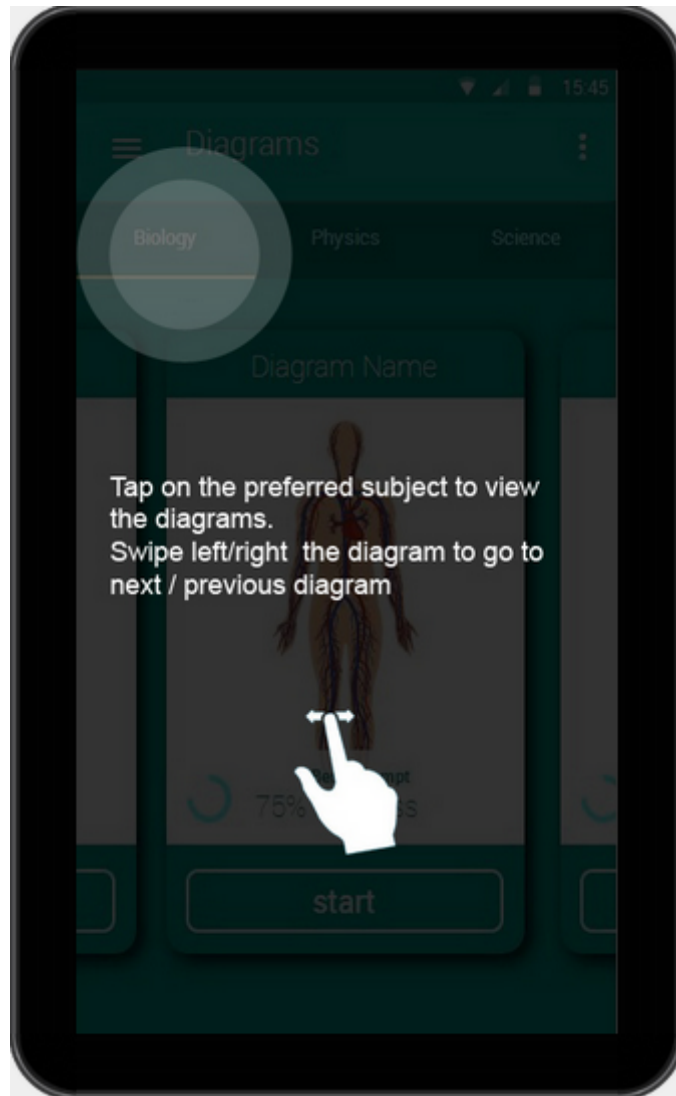 15:45
Diagrams
Biology Physics Science
Diagram Name
Tap on the preferred subject to view
the diagrams.
Swipe left/right  the diagram to go to
next / previous diagram
75%
start